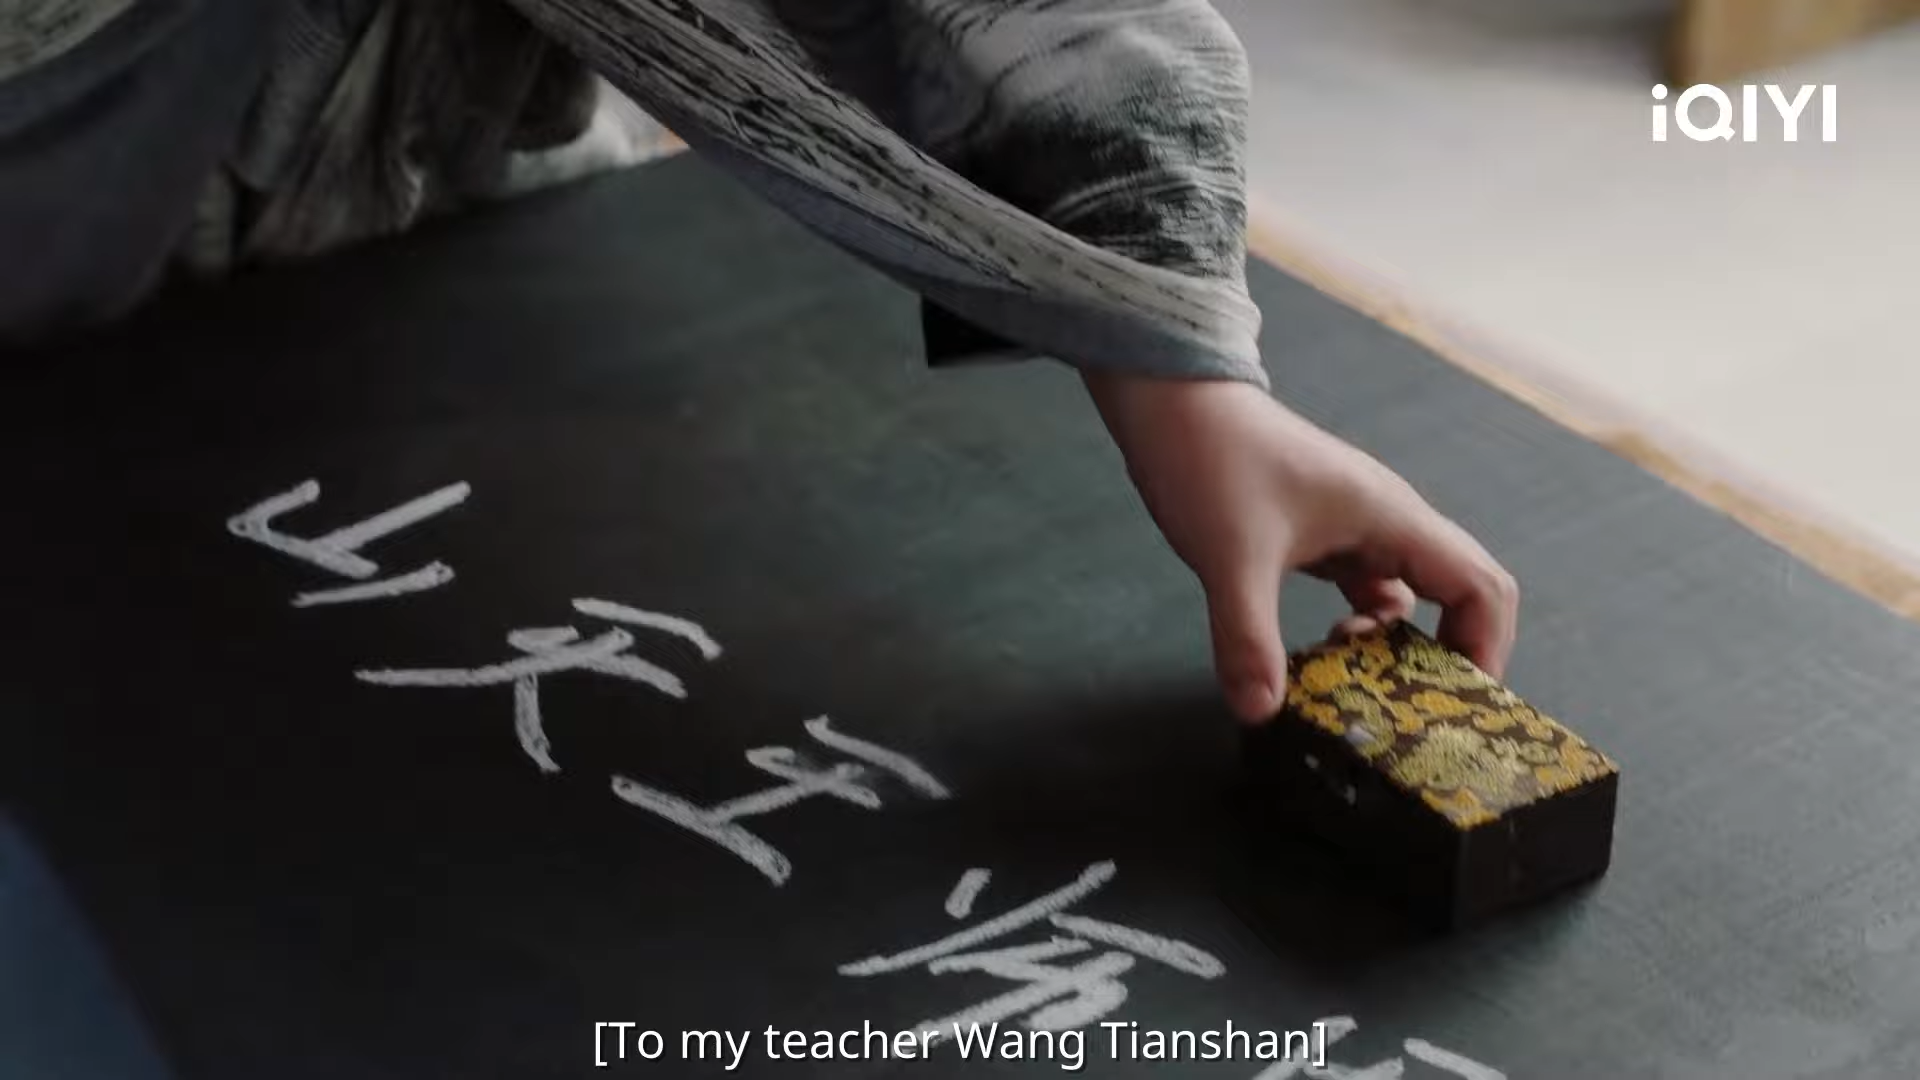 iQIYI
王天山
[To my teacher Wang Tianshan]